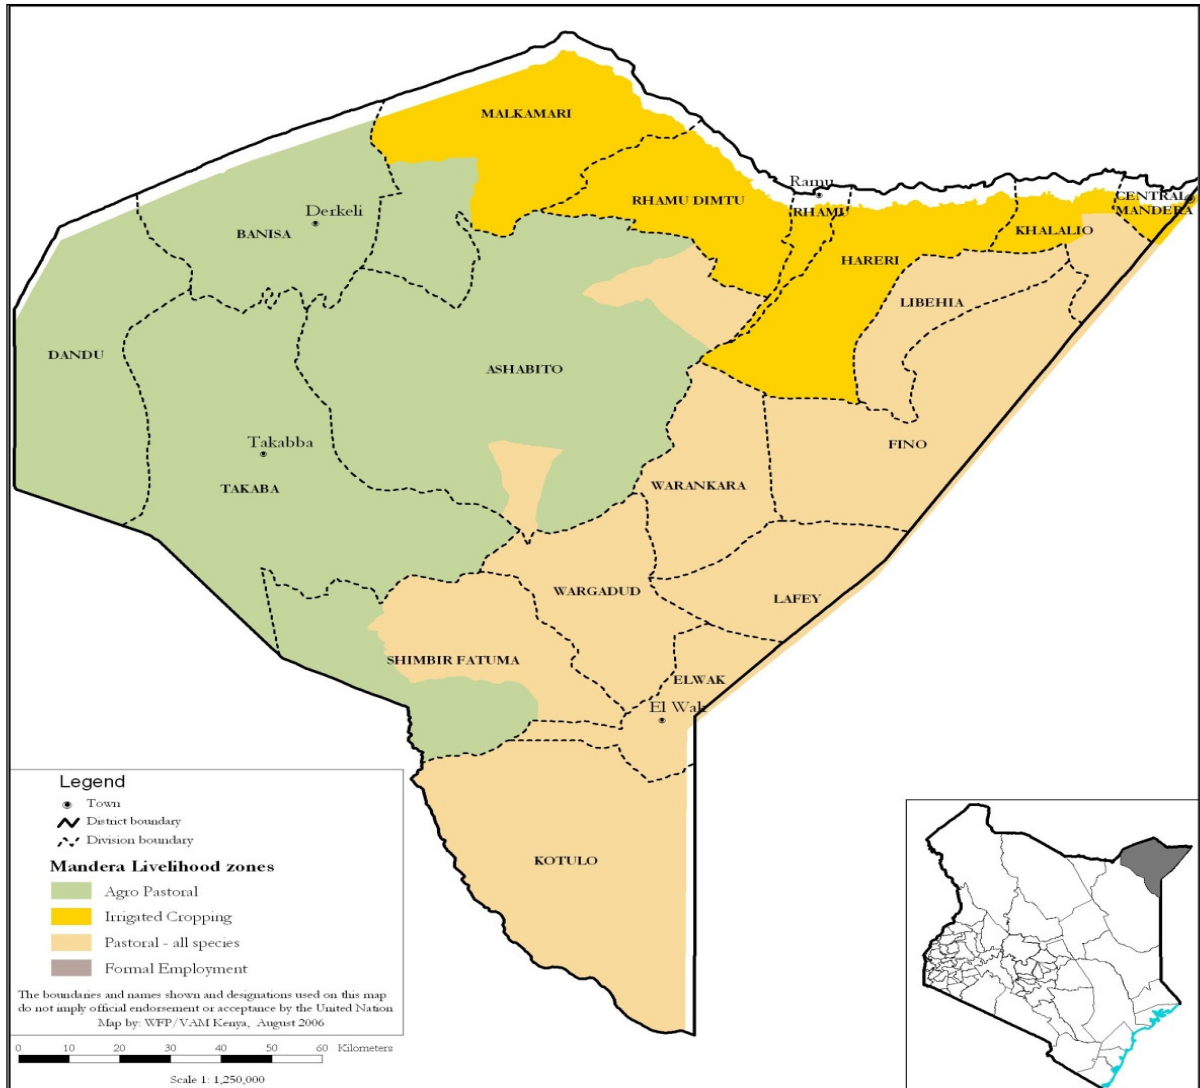 MALKAMARI
Ramu
RHAMU DIMTU
RHAMU
CENTRAL
MANDERA
Derkeli
BANISA
KHALALIO
HARERI
LIBEHIA
DANDU
ASHABITO
Takabba
FINO
TAKABA
WARANKARA
WARGADUD
LAFEY
SHIMBIR FATUMA
ELWAK
El Wak
KOTULO
Legend
Town
District boundary
Division boundary
Mandera Livelihood zones
Agro Pastoral
Irrigated Cropping
Pastoral - all species
Formal Employment
The boundaries and names shown and designations used on this map
do not imply official endorsement or acceptance by the United Nation
Map by: WFP/VAM Kenya, August 2006
0 10 20 30 40 50 60 Kilometers
Scale 1: 1,250,000